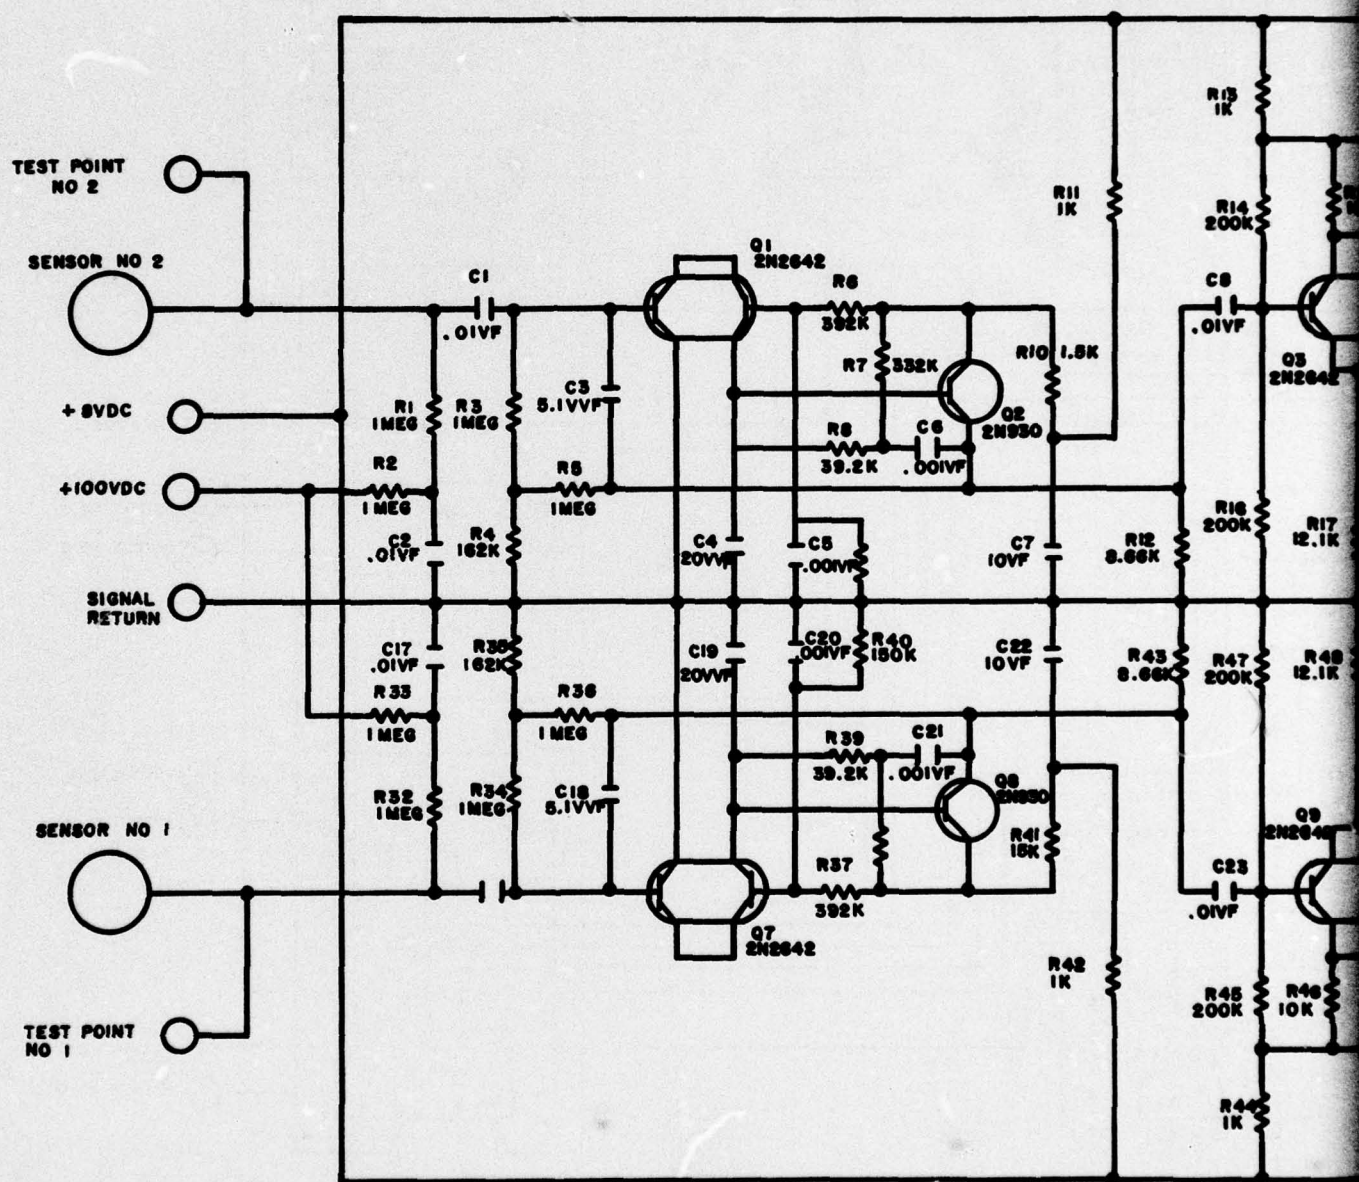 TEST POINT
NO 2
SENSOR NO 2
+ 8VDC
+100VDC
SIGNAL
RETURN
SENSOR NO 1
TEST POINT
NO 1
C1
.01VF
R1
1MEG
R3
1MEG
C3
5.1VVF
R2
1MEG
R5
1MEG
C2
.01VF
R4
162K
C17
.01VF
R35
162K
R33
1MEG
R36
1MEG
R32
1MEG
R34
1MEG
C18
5.1VVF
Q1
2N2642
R6
392K
R7
332K
R8
39.2K
C6
.001VF
Q2
2N930
R10
1.5K
R11
1K
C4
20VVF
C5
.001VF
C7
10VF
R12
8.66K
C19
20VVF
C20
.001VF
R40
150K
C22
10VF
R43
8.66K
R39
39.2K
C21
.001VF
Q8
2N930
R41
15K
R37
392K
Q7
2N2642
R42
1K
R13
1K
R14
200K
C8
.01VF
Q3
2N2642
R16
200K
R17
12.1K
R47
200K
R48
12.1K
Q9
2N2642
C23
.01VF
R45
200K
R46
10K
R44
1K